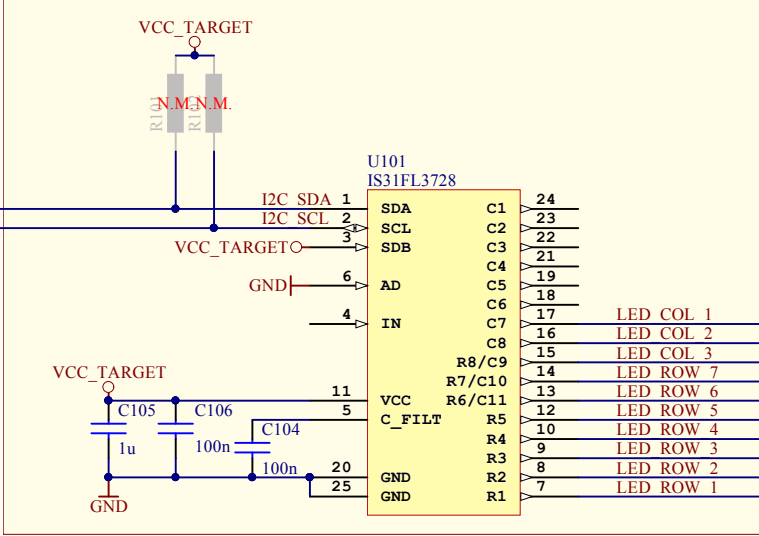 VCC_TARGET
R101
N.M.
R102
N.M.
U101
IS31FL3728
I2C_SDA 1 SDA C1 24
I2C_SCL 2 SCL C2 23
VCC_TARGET 3 SDB C3 22
C4 21
GND 6 AD C5 19
C6 18
4 IN C7 17 LED_COL_1
C8 16 LED_COL_2
R8/C9 15 LED_COL_3
VCC_TARGET R7/C10 14 LED_ROW_7
11 VCC R6/C11 13 LED_ROW_6
C105 C106 5 C_FILT R5 12 LED_ROW_5
C104 R4 10 LED_ROW_4
1u 100n R3 9 LED_ROW_3
100n 20 GND R2 8 LED_ROW_2
25 GND R1 7 LED_ROW_1
GND